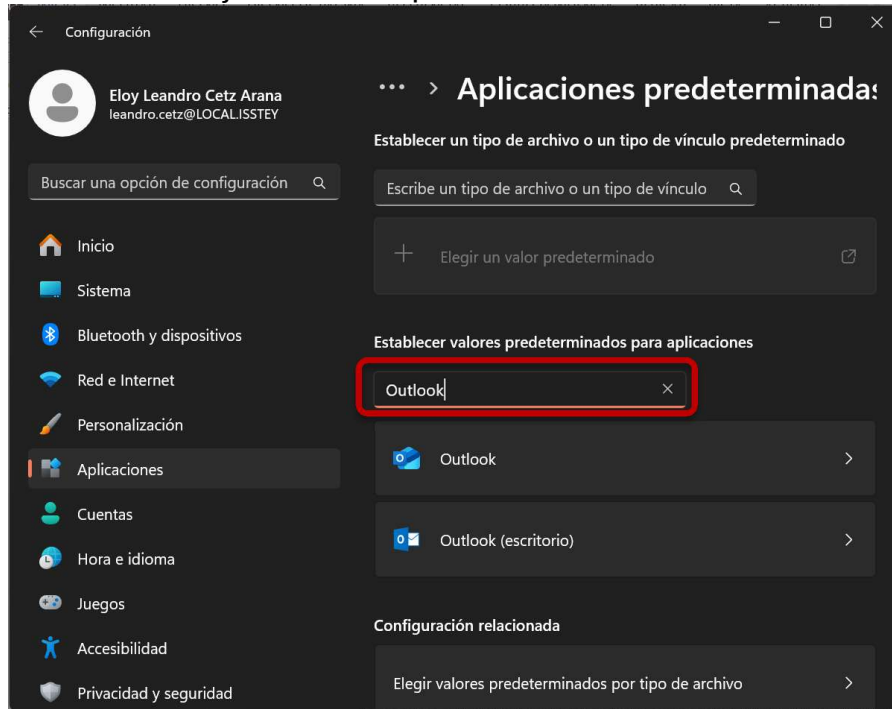 Configuración
Eloy Leandro Cetz Arana
leandro.cetz@LOCAL.ISSTEY
Buscar una opción de configuración
Inicio
Sistema
Bluetooth y dispositivos
Red e Internet
Personalización
Aplicaciones
Cuentas
Hora e idioma
Juegos
Accesibilidad
Privacidad y seguridad
... > Aplicaciones predeterminadas
Establecer un tipo de archivo o un tipo de vínculo predeterminado
Escribe un tipo de archivo o un tipo de vínculo
Elegir un valor predeterminado
Establecer valores predeterminados para aplicaciones
Outlook
Outlook
Outlook (escritorio)
Configuración relacionada
Elegir valores predeterminados por tipo de archivo